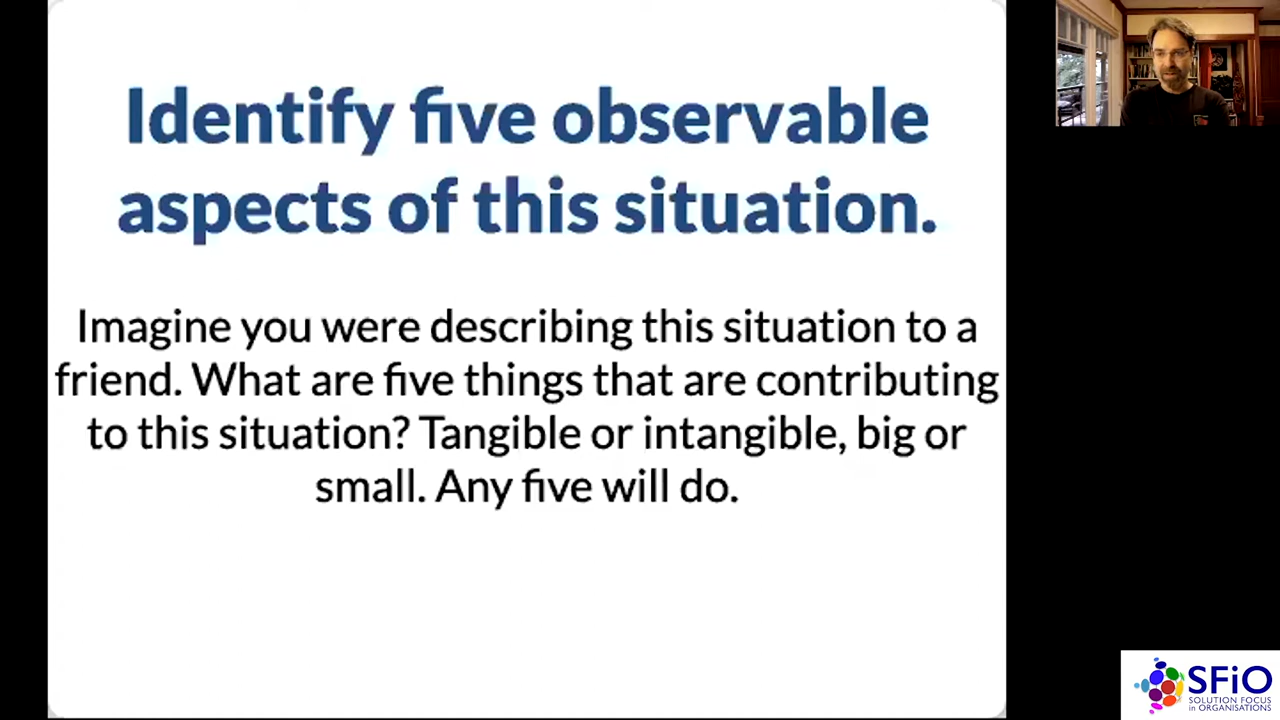 Identify five observable
aspects of this situation.
Imagine you were describing this situation to a
friend. What are five things that are contributing
to this situation? Tangible or intangible, big or
small. Any five will do.
SFiO
SOLUTION FOCUS
in ORGANISATIONS